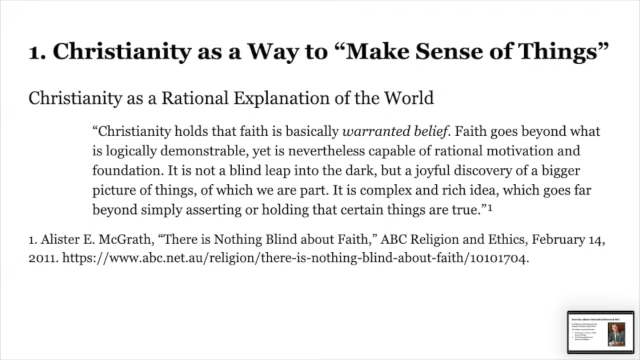 1. Christianity as a Way to “Make Sense of Things”
Christianity as a Rational Explanation of the World
“Christianity holds that faith is basically warranted belief. Faith goes beyond what
is logically demonstrable, yet is nevertheless capable of rational motivation and
foundation. It is not a blind leap into the dark, but a joyful discovery of a bigger
picture of things, of which we are part. It is complex and rich idea, which goes far
beyond simply asserting or holding that certain things are true.”¹
1. Alister E. McGrath, “There is Nothing Blind about Faith,” ABC Religion and Ethics, February 14,
2011. https://www.abc.net.au/religion/there-is-nothing-blind-about-faith/10101704.